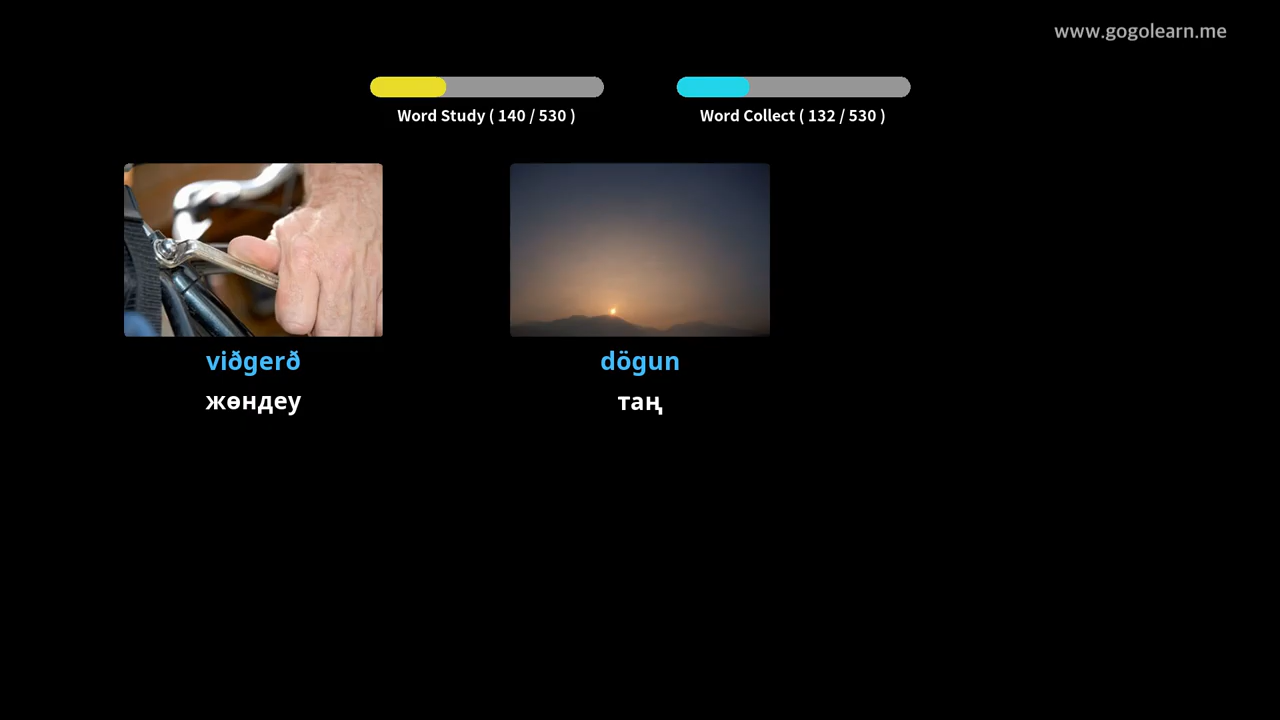 www.gogolearn.me
Word Study ( 140 / 530 )
Word Collect ( 132 / 530 )
viðgerð
жөндеу
dögun
таң